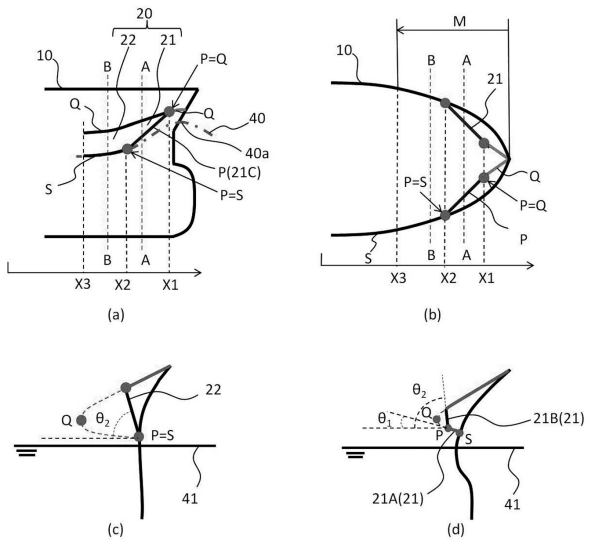 20
22 21
10 B A P=Q
Q Q 40
40a
P(21C)
S P=S
B A
X3 X2 X1
(a)
M
10 B A
21
P=S Q
P=Q
P
S B A
X3 X2 X1
(b)
22
Q θ2
P=S
41
(c)
θ2
θ1 Q
P S 21B(21)
21A(21) 41
(d)